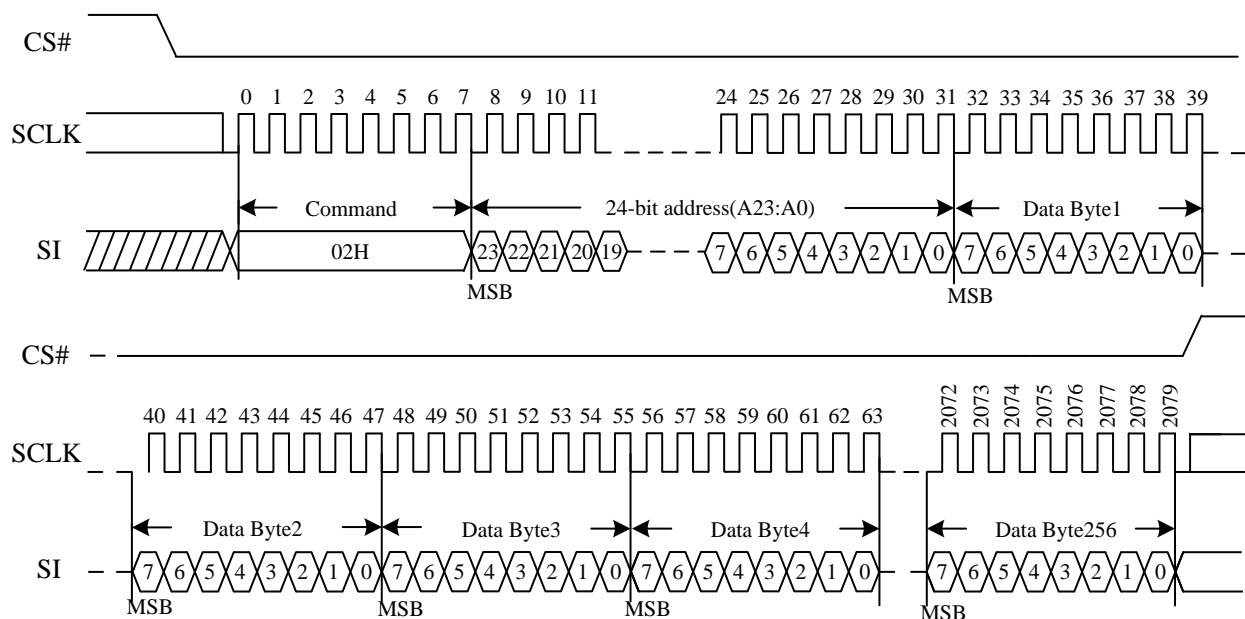 CS#
0 1 2 3 4 5 6 7 8 9 10 11 24 25 26 27 28 29 30 31 32 33 34 35 36 37 38 39
SCLK
Command 24-bit address(A23:A0) Data Byte1
SI 02H 23 22 21 20 19 7 6 5 4 3 2 1 0 7 6 5 4 3 2 1 0
MSB MSB
CS#
40 41 42 43 44 45 46 47 48 49 50 51 52 53 54 55 56 57 58 59 60 61 62 63 2072 2073 2074 2075 2076 2077 2078 2079
SCLK
Data Byte2 Data Byte3 Data Byte4 Data Byte256
SI 7 6 5 4 3 2 1 0 7 6 5 4 3 2 1 0 7 6 5 4 3 2 1 0 7 6 5 4 3 2 1 0
MSB MSB MSB MSB